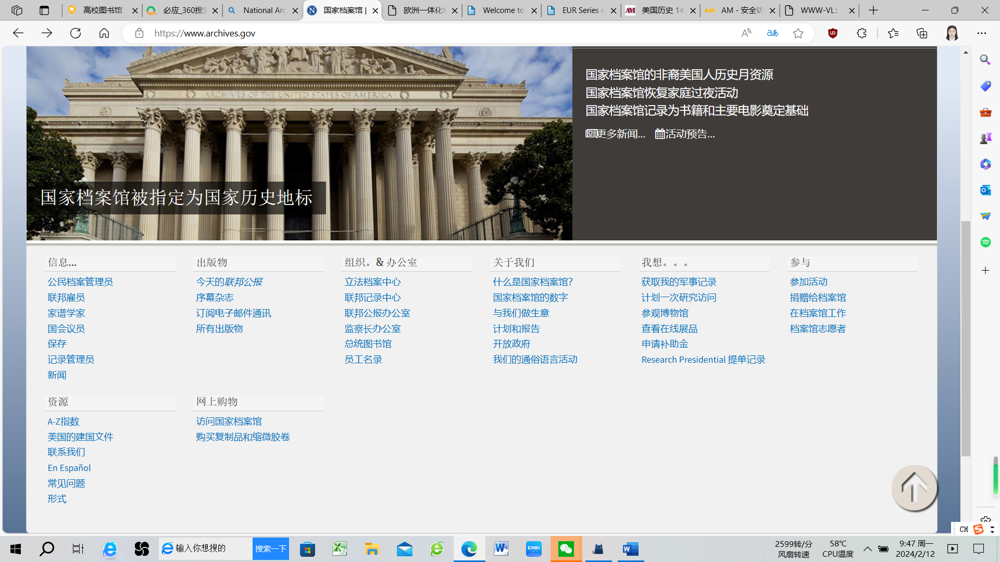 高校图书馆
必应_360搜
National Arc
国家档案馆 |
欧洲一体化
Welcome to
EUR Series o
美国历史 14
AM - 安全访
WWW-VL:
https://www.archives.gov
ARCHIVES OF THE UNITED STATES OF AMERICA
国家档案馆被指定为国家历史地标
国家档案馆的非裔美国人历史月资源
国家档案馆恢复家庭过夜活动
国家档案馆记录为书籍和主要电影奠定基础
更多新闻... 活动预告...
信息...
公民档案管理员
联邦雇员
家谱学家
国会议员
保存
记录管理员
新闻
出版物
今天的联邦公报
序幕杂志
订阅电子邮件通讯
所有出版物
组织。& 办公室
立法档案中心
联邦记录中心
联邦公报办公室
监察长办公室
总统图书馆
员工名录
关于我们
什么是国家档案馆?
国家档案馆的数字
与我们做生意
计划和报告
开放政府
我们的通俗语言活动
我想。。。
获取我的军事记录
计划一次研究访问
参观博物馆
查看在线展品
申请补助金
Research Presidential 提单记录
参与
参加活动
捐赠给档案馆
在档案馆工作
档案馆志愿者
资源
A-Z指数
美国的建国文件
联系我们
En Español
常见问题
形式
网上购物
访问国家档案馆
购买复制品和缩微胶卷
CH
输入你想搜的
搜索一下
CNKI
2599转/分
风扇转速
58℃
CPU温度
9:47 周一
2024/2/12